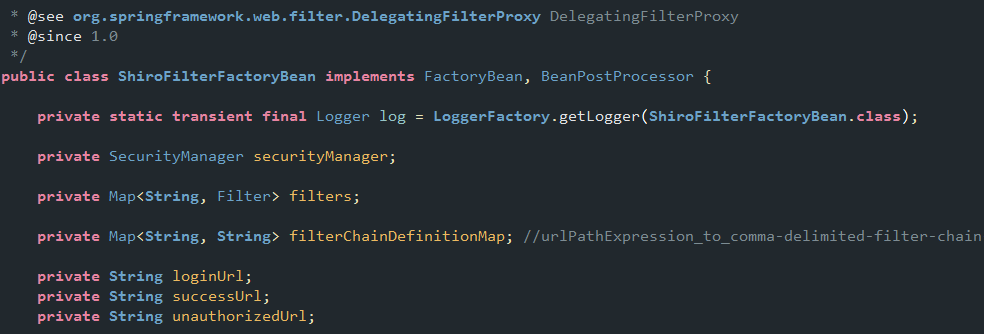 * @see org.springframework.web.filter.DelegatingFilterProxy DelegatingFilterProxy
* @since 1.0
*/
public class ShiroFilterFactoryBean implements FactoryBean, BeanPostProcessor {
private static transient final Logger log = LoggerFactory.getLogger(ShiroFilterFactoryBean.class);
private SecurityManager securityManager;
private Map<String, Filter> filters;
private Map<String, String> filterChainDefinitionMap; //urlPathExpression_to_comma-delimited-filter-chain
private String loginUrl;
private String successUrl;
private String unauthorizedUrl;